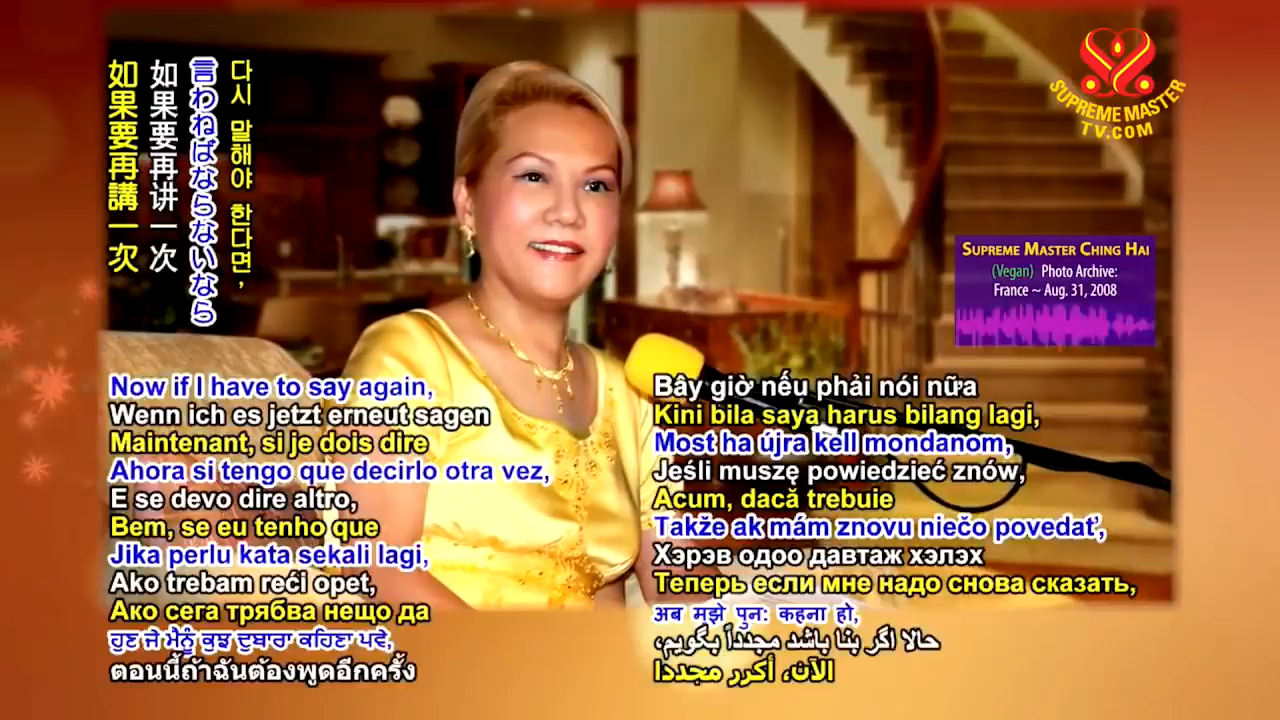 다시 말해야 한다면,
言わねばならないなら
如果要再讲一次
如果要再講一次
SUPREME MASTER
TV.COM
SUPREME MASTER CHING HAI
(Vegan) Photo Archive:
France ~ Aug. 31, 2008
Now if I have to say again,
Wenn ich es jetzt erneut sagen
Maintenant, si je dois dire
Ahora si tengo que decirlo otra vez,
E se devo dire altro,
Bem, se eu tenho que
Jika perlu kata sekali lagi,
Ako trebam reći opet,
Ако сега трябва нещо да
ਹੁਣ ਜੇ ਮੈਨੂੰ ਕੁਝ ਦੁਬਾਰਾ ਕਹਿਣਾ ਪਵੇ,
ตอนนี้ถ้าฉันต้องพูดอีกครั้ง
Bây giờ nếu phải nói nữa
Kini bila saya harus bilang lagi,
Most ha újra kell mondanom,
Jeśli muszę powiedzieć znów,
Acum, dacă trebuie
Takže ak mám znovu niečo povedať,
Хэрэв одоо давтаж хэлэх
Теперь если мне надо снова сказать,
अब मझे पुन: कहना हो,
حالا اگر بنا باشد مجدداً بگویم،
الآن، أكرر مجددا